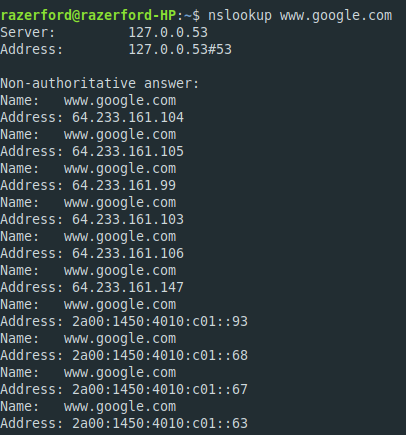 razerford@razerford-HP:~$ nslookup www.google.com
Server:         127.0.0.53
Address:        127.0.0.53#53

Non-authoritative answer:
Name:   www.google.com
Address: 64.233.161.104
Name:   www.google.com
Address: 64.233.161.105
Name:   www.google.com
Address: 64.233.161.99
Name:   www.google.com
Address: 64.233.161.103
Name:   www.google.com
Address: 64.233.161.106
Name:   www.google.com
Address: 64.233.161.147
Name:   www.google.com
Address: 2a00:1450:4010:c01::93
Name:   www.google.com
Address: 2a00:1450:4010:c01::68
Name:   www.google.com
Address: 2a00:1450:4010:c01::67
Name:   www.google.com
Address: 2a00:1450:4010:c01::63